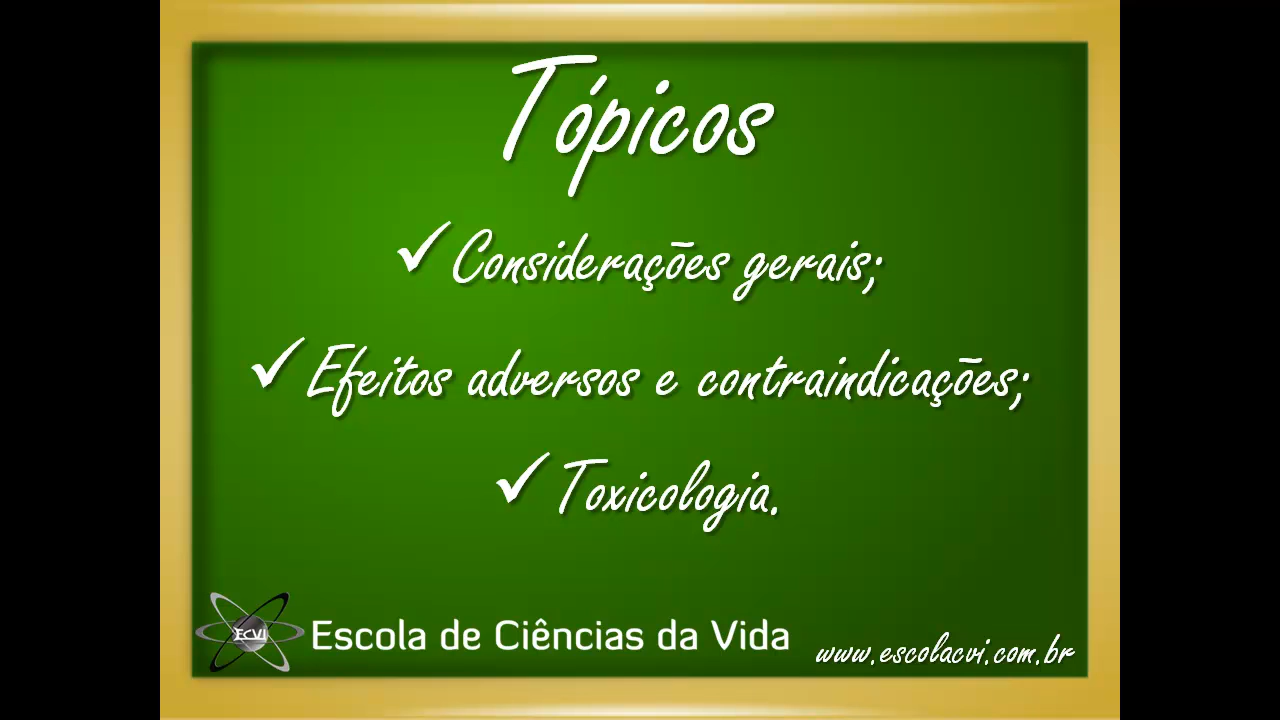 Tópicos
✓ Considerações gerais;
✓ Efeitos adversos e contraindicações;
✓ Toxicologia.
ECVI Escola de Ciências da Vida
www.escolacvi.com.br